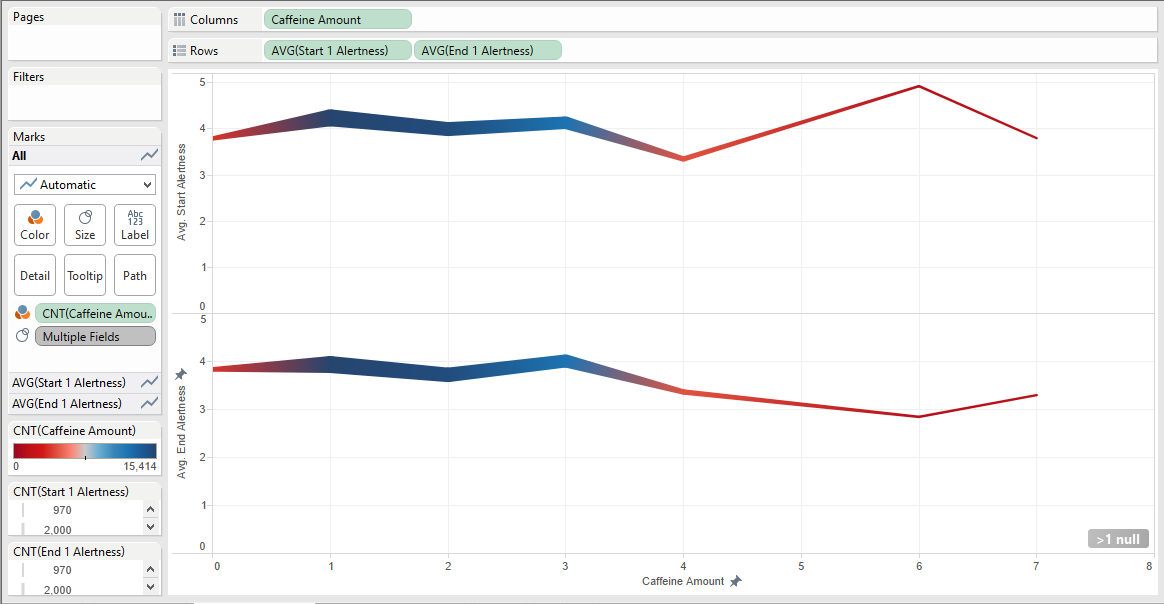 Pages
Filters
Marks
All
Automatic
Color
Size
Abc
123
Label
Detail
Tooltip
Path
CNT(Caffeine Amou..
Multiple Fields
AVG(Start 1 Alertness)
AVG(End 1 Alertness)
CNT(Caffeine Amount)
0 15,414
CNT(Start 1 Alertness)
970
2,000
CNT(End 1 Alertness)
970
2,000
Columns Caffeine Amount
Rows AVG(Start 1 Alertness) AVG(End 1 Alertness)
Avg. Start Alertness
5
4
3
2
1
0
Avg. End Alertness
5
4
3
2
1
0
>1 null
0 1 2 3 4 5 6 7 8
Caffeine Amount